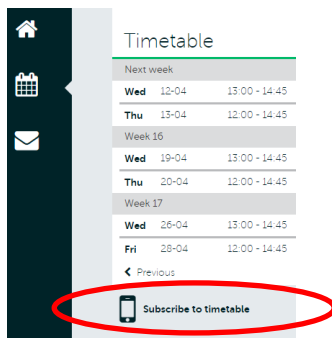 Timetable
Next week
Wed 12-04 13:00 - 14:45
Thu 13-04 12:00 - 14:45
Week 16
Wed 19-04 13:00 - 14:45
Thu 20-04 12:00 - 14:45
Week 17
Wed 26-04 13:00 - 14:45
Fri 28-04 12:00 - 14:45
Previous
Subscribe to timetable